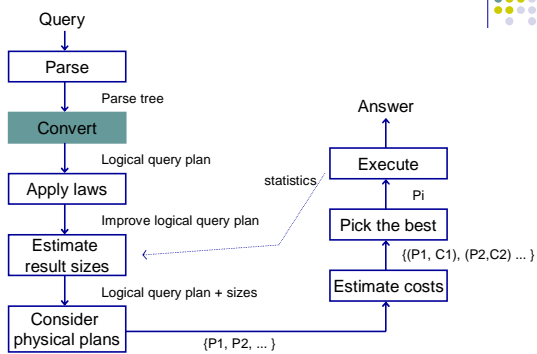 Query
Parse
Parse tree
Convert
Logical query plan
Apply laws
Improve logical query plan
Estimate
result sizes
Logical query plan + sizes
Consider
physical plans
{P1, P2, ... }
Estimate costs
{(P1, C1), (P2,C2) ... }
Pick the best
Pi
Execute
statistics
Answer